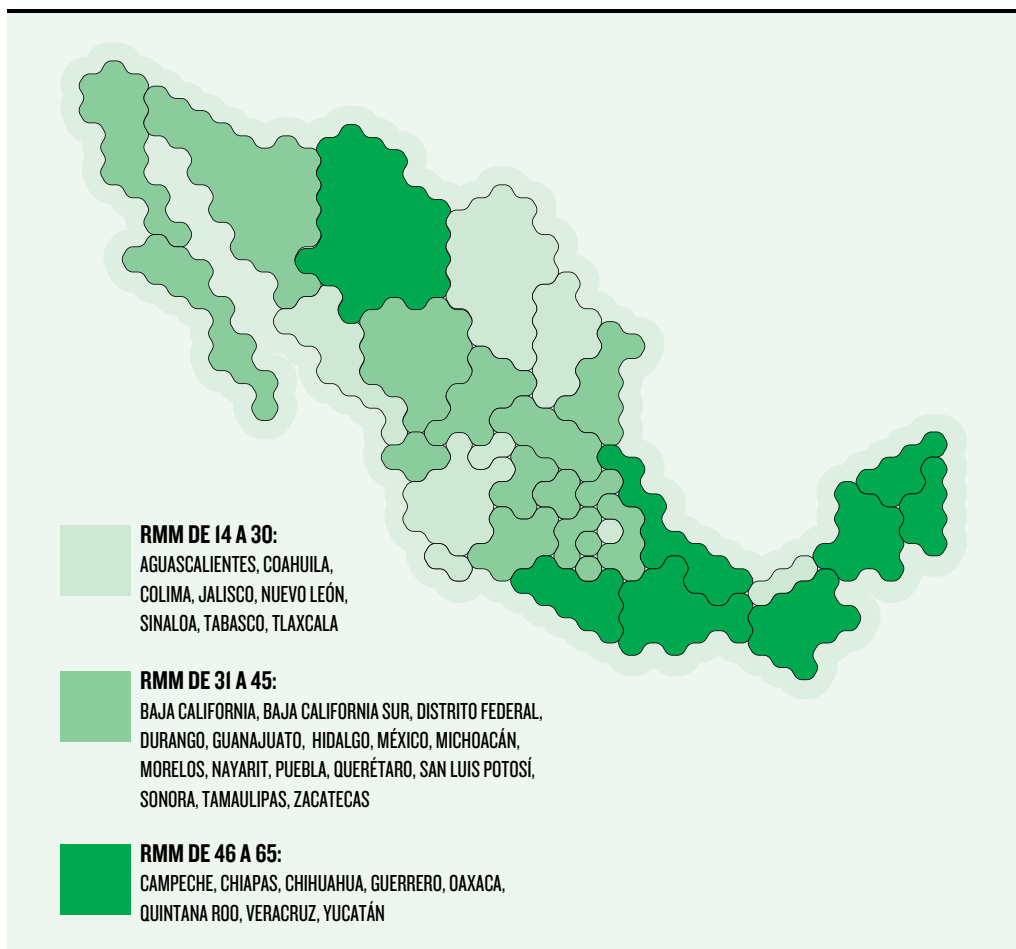 RMM DE 14 A 30:
AGUASCALIENTES, COAHUILA,
COLIMA, JALISCO, NUEVO LEÓN,
SINALOA, TABASCO, TLAXCALA
RMM DE 31 A 45:
BAJA CALIFORNIA, BAJA CALIFORNIA SUR, DISTRITO FEDERAL,
DURANGO, GUANAJUATO, HIDALGO, MÉXICO, MICHOACÁN,
MORELOS, NAYARIT, PUEBLA, QUERÉTARO, SAN LUIS POTOSÍ,
SONORA, TAMAULIPAS, ZACATECAS
RMM DE 46 A 65:
CAMPECHE, CHIAPAS, CHIHUAHUA, GUERRERO, OAXACA,
QUINTANA ROO, VERACRUZ, YUCATÁN